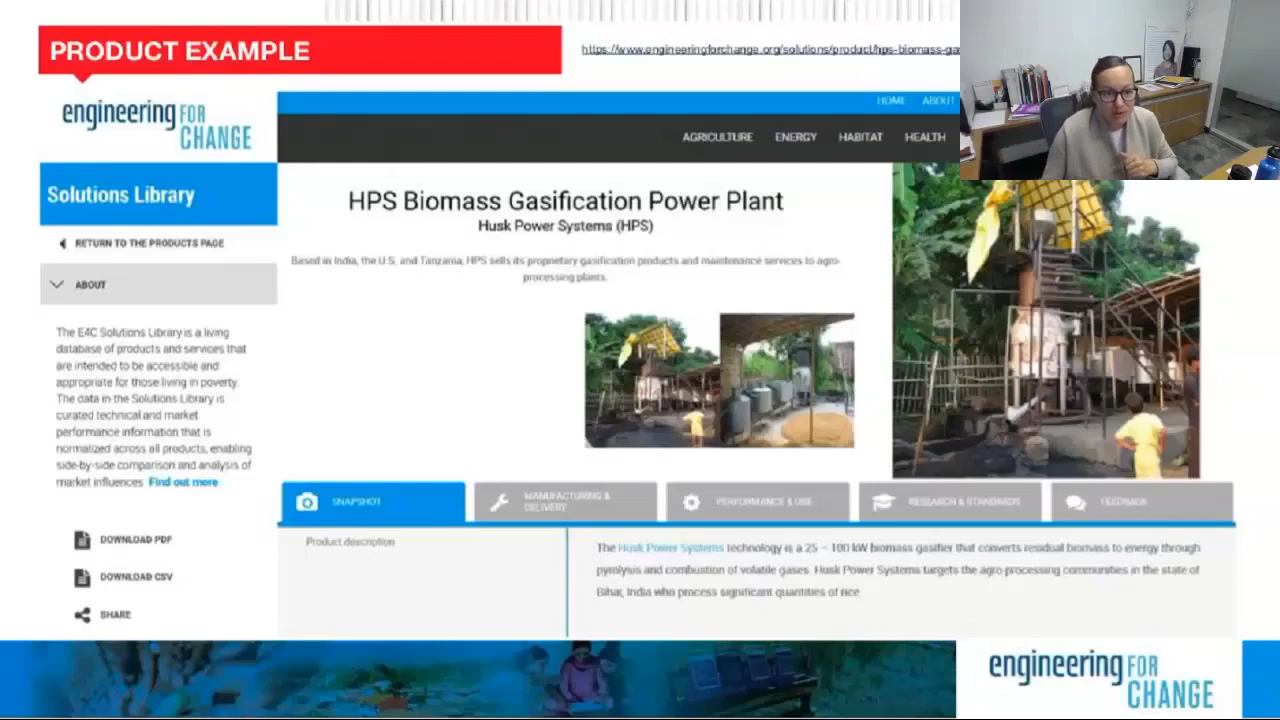 PRODUCT EXAMPLE
https://www.engineeringforchange.org/solutions/product/hps-biomass-ga
engineering FOR
CHANGE
HOME ABOUT
AGRICULTURE ENERGY HABITAT HEALTH
Solutions Library
RETURN TO THE PRODUCTS PAGE
ABOUT
The E4C Solutions Library is a living
database of products and services that
are intended to be accessible and
appropriate for those living in poverty.
The data in the Solutions Library is
curated technical and market
performance information that is
normalized across all products, enabling
side-by-side comparison and analysis of
market influences Find out more
DOWNLOAD PDF
DOWNLOAD CSV
SHARE
HPS Biomass Gasification Power Plant
Husk Power Systems (HPS)
Based in India, the U.S. and Tanzania, HPS sells its proprietary gasification products and maintenance services to agro-
processing plants.
SNAPSHOT
MANUFACTURING &
DELIVERY
PERFORMANCE & USE
RESEARCH & STANDARDS
FEEDBACK
Product description
The Husk Power Systems technology is a 25 – 100 kW biomass gasifier that converts residual biomass to energy through
pyrolysis and combustion of volatile gases. Husk Power Systems targets the agro-processing communities in the state of
Bihar, India who process significant quantities of rice
engineering FOR
CHANGE